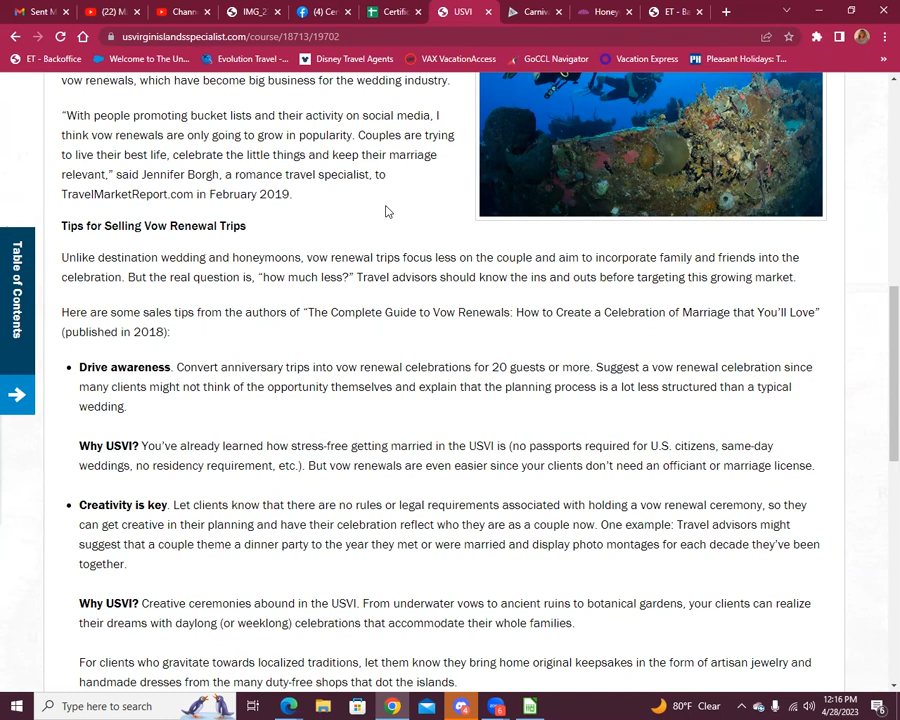 Sent M
(22) M
Chann
IMG_2
(4) Cer
Certific
USVI
Carniv
Honey
ET - Ba
usvirginislandsspecialist.com/course/18713/19702
ET - Backoffice
Welcome to The Un...
Evolution Travel -...
Disney Travel Agents
VAX VacationAccess
GoCCL Navigator
Vacation Express
Pleasant Holidays: T...
vow renewals, which have become big business for the wedding industry.
“With people promoting bucket lists and their activity on social media, I
think vow renewals are only going to grow in popularity. Couples are trying
to live their best life, celebrate the little things and keep their marriage
relevant,” said Jennifer Borgh, a romance travel specialist, to
TravelMarketReport.com in February 2019.
Tips for Selling Vow Renewal Trips
Unlike destination wedding and honeymoons, vow renewal trips focus less on the couple and aim to incorporate family and friends into the
celebration. But the real question is, “how much less?” Travel advisors should know the ins and outs before targeting this growing market.
Here are some sales tips from the authors of “The Complete Guide to Vow Renewals: How to Create a Celebration of Marriage that You’ll Love”
(published in 2018):
Drive awareness. Convert anniversary trips into vow renewal celebrations for 20 guests or more. Suggest a vow renewal celebration since
many clients might not think of the opportunity themselves and explain that the planning process is a lot less structured than a typical
wedding.
Why USVI? You’ve already learned how stress-free getting married in the USVI is (no passports required for U.S. citizens, same-day
weddings, no residency requirement, etc.). But vow renewals are even easier since your clients don’t need an officiant or marriage license.
Creativity is key. Let clients know that there are no rules or legal requirements associated with holding a vow renewal ceremony, so they
can get creative in their planning and have their celebration reflect who they are as a couple now. One example: Travel advisors might
suggest that a couple theme a dinner party to the year they met or were married and display photo montages for each decade they’ve been
together.
Why USVI? Creative ceremonies abound in the USVI. From underwater vows to ancient ruins to botanical gardens, your clients can realize
their dreams with daylong (or weeklong) celebrations that accommodate their whole families.
For clients who gravitate towards localized traditions, let them know they bring home original keepsakes in the form of artisan jewelry and
handmade dresses from the many duty-free shops that dot the islands.
Table of Contents
Type here to search
80°F Clear
12:16 PM
4/28/2023